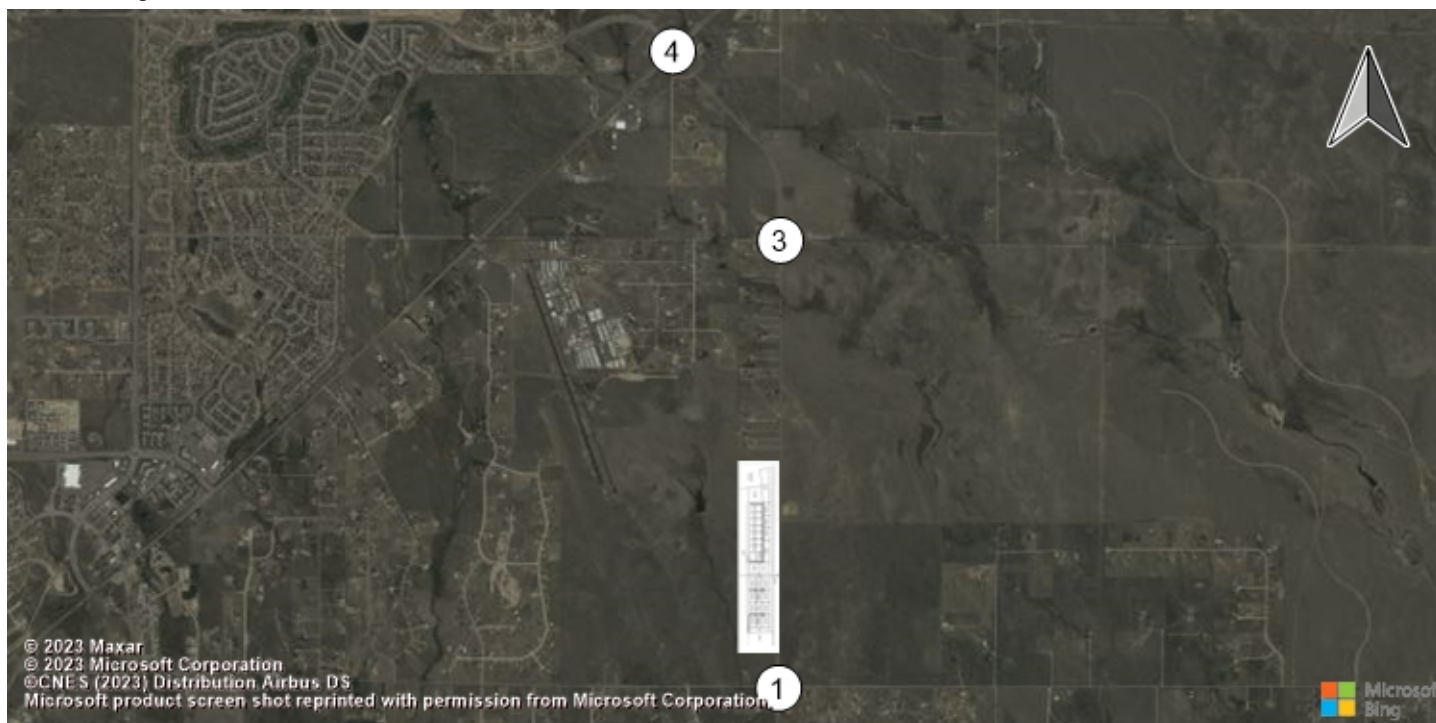 4
3
© 2023 Maxar
© 2023 Microsoft Corporation
©CNES (2023) Distribution Airbus DS
Microsoft product screen shot reprinted with permission from Microsoft Corporation
1
Microsoft
Bing